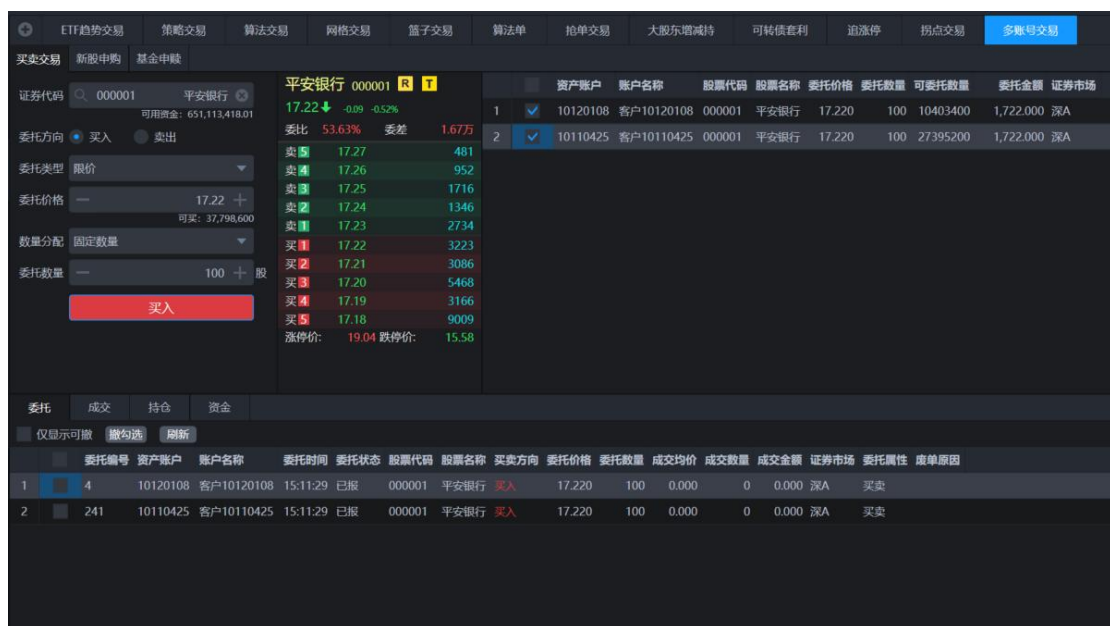 ETF趋势交易 策略交易 算法交易 网格交易 篮子交易 算法单 抢单交易 大股东增减持 可转债套利 追涨停 拐点交易 多账号交易
买卖交易 新股申购 基金申赎
证券代码 000001 平安银行
可用资金: 651,113,418.01
委托方向 买入 卖出
委托类型 限价
委托价格 17.22
可买: 37,798,600
数量分配 固定数量
委托数量 100 股
买入
平安银行 000001 R T
17.22 -0.09 -0.52%
委比 53.63% 委差 1.67万
卖5 17.27 481
卖4 17.26 952
卖3 17.25 1716
卖2 17.24 1346
卖1 17.23 2734
买1 17.22 3223
买2 17.21 3086
买3 17.20 5468
买4 17.19 3166
买5 17.18 9009
涨停价: 19.04 跌停价: 15.58
资产账户 账户名称 股票代码 股票名称 委托价格 委托数量 可委托数量 委托金额 证券市场
1 10120108 客户10120108 000001 平安银行 17.220 100 10403400 1,722.000 深A
2 10110425 客户10110425 000001 平安银行 17.220 100 27395200 1,722.000 深A
委托 成交 持仓 资金
仅显示可撤 撤勾选 刷新
委托编号 资产账户 账户名称 委托时间 委托状态 股票代码 股票名称 买卖方向 委托价格 委托数量 成交均价 成交数量 成交金额 证券市场 委托属性 废单原因
1 4 10120108 客户10120108 15:11:29 已报 000001 平安银行 买入 17.220 100 0.000 0 0.000 深A 买卖
2 241 10110425 客户10110425 15:11:29 已报 000001 平安银行 买入 17.220 100 0.000 0 0.000 深A 买卖